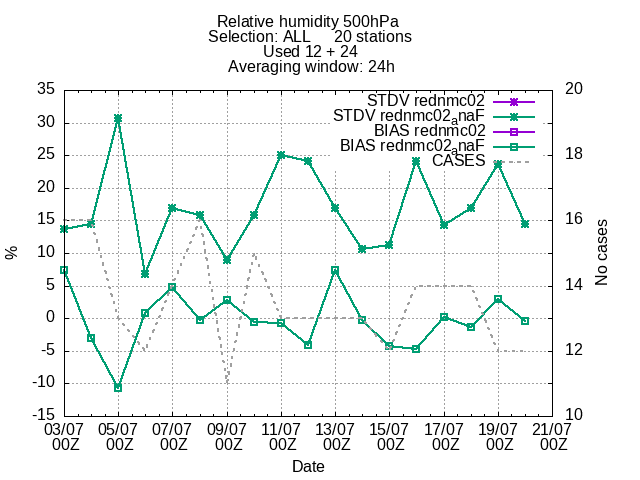 Relative humidity 500hPa
Selection: ALL 20 stations
Used 12 + 24
Averaging window: 24h
STDV rednmc02
STDV rednmc02_anaF
BIAS rednmc02
BIAS rednmc02_anaF
CASES
35
30
25
20
15
10
5
0
-5
-10
-15
%
20
18
16
14
12
10
No cases
03/07 05/07 07/07 09/07 11/07 13/07 15/07 17/07 19/07 21/07
00Z 00Z 00Z 00Z 00Z 00Z 00Z 00Z 00Z 00Z
Date